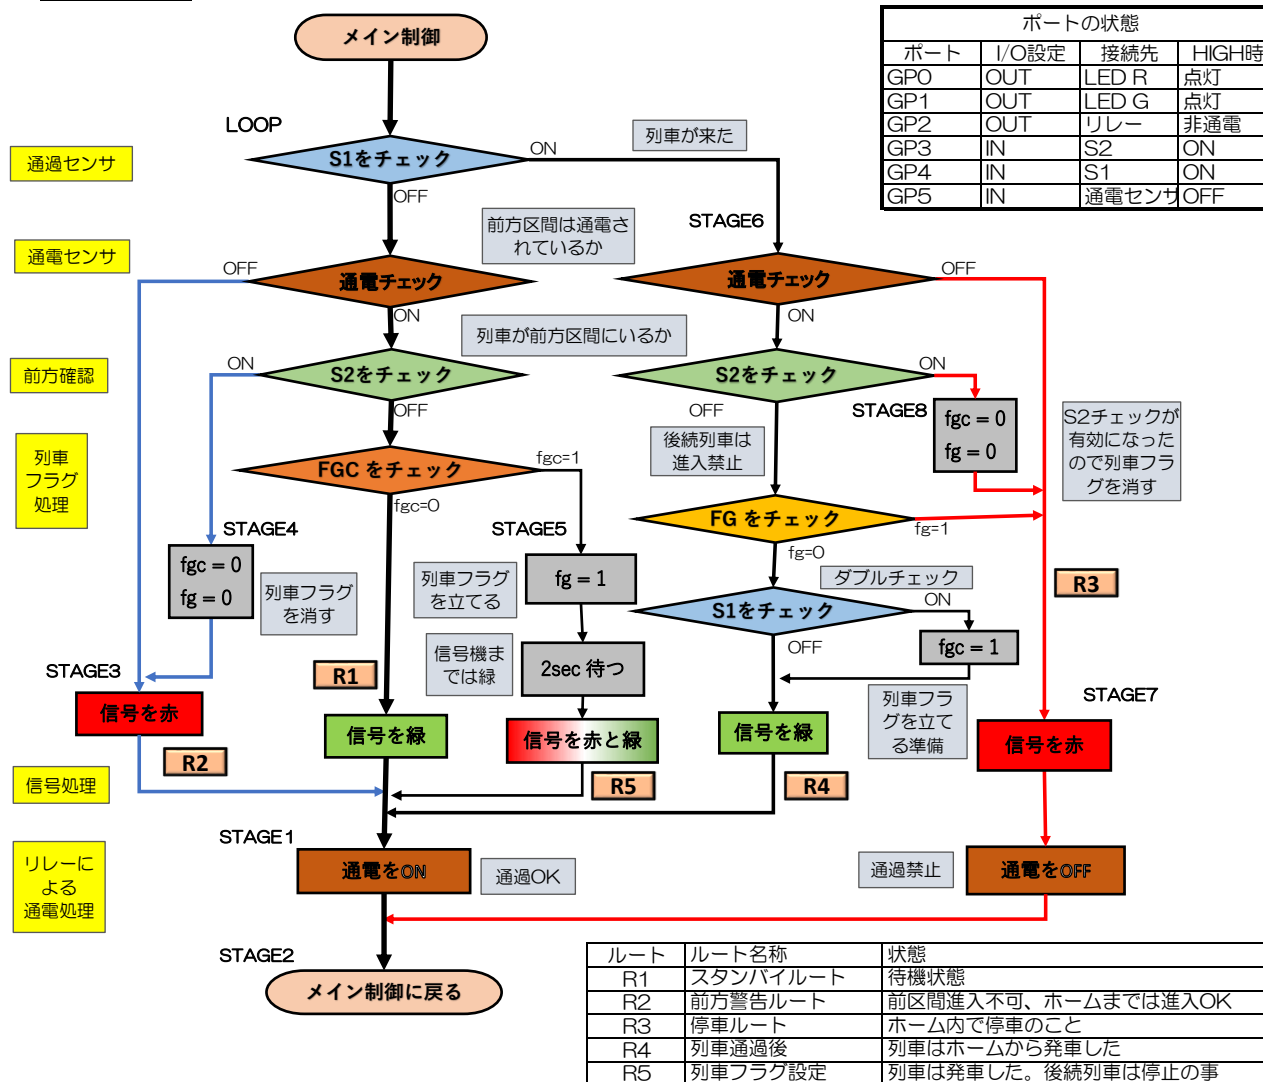 メイン制御
LOOP
S1をチェック
ON
列車が来た
OFF
通過センサ
ポートの状態
ポート I/O設定 接続先 HIGH時
GP0 OUT LED R 点灯
GP1 OUT LED G 点灯
GP2 OUT リレー 非通電
GP3 IN S2 ON
GP4 IN S1 ON
GP5 IN 通電センサ OFF
前方区間は通電さ
れているか
STAGE6
通電センサ
OFF
通電チェック
ON
通電チェック
OFF
ON
列車が前方区間にいるか
前方確認
ON
S2をチェック
OFF
S2をチェック
ON
OFF
STAGE8
fgc = 0
fg = 0
S2チェックが
有効になった
ので列車フラ
グを消す
後続列車は
進入禁止
列車
フラグ
処理
FGC をチェック
fgc=1
fgc=0
FG をチェック
fg=1
fg=0
STAGE4
fgc = 0
fg = 0
列車フラグ
を消す
STAGE5
fg = 1
列車フラグ
を立てる
ダブルチェック
S1をチェック
ON
OFF
fgc = 1
R3
信号機ま
では緑
2sec 待つ
R1
STAGE3
信号を赤
R2
信号を緑
信号を赤と緑
R5
信号を緑
R4
列車フラ
グを立て
る準備
STAGE7
信号を赤
信号処理
STAGE1
リレーに
よる
通電処理
通電をON
通過OK
通過禁止
通電をOFF
STAGE2
メイン制御に戻る
ルート ルート名称 状態
R1 スタンバイルート 待機状態
R2 前方警告ルート 前区間進入不可、ホームまでは進入OK
R3 停車ルート ホーム内で停車のこと
R4 列車通過後 列車はホームから発車した
R5 列車フラグ設定 列車は発車した。後続列車は停止の事